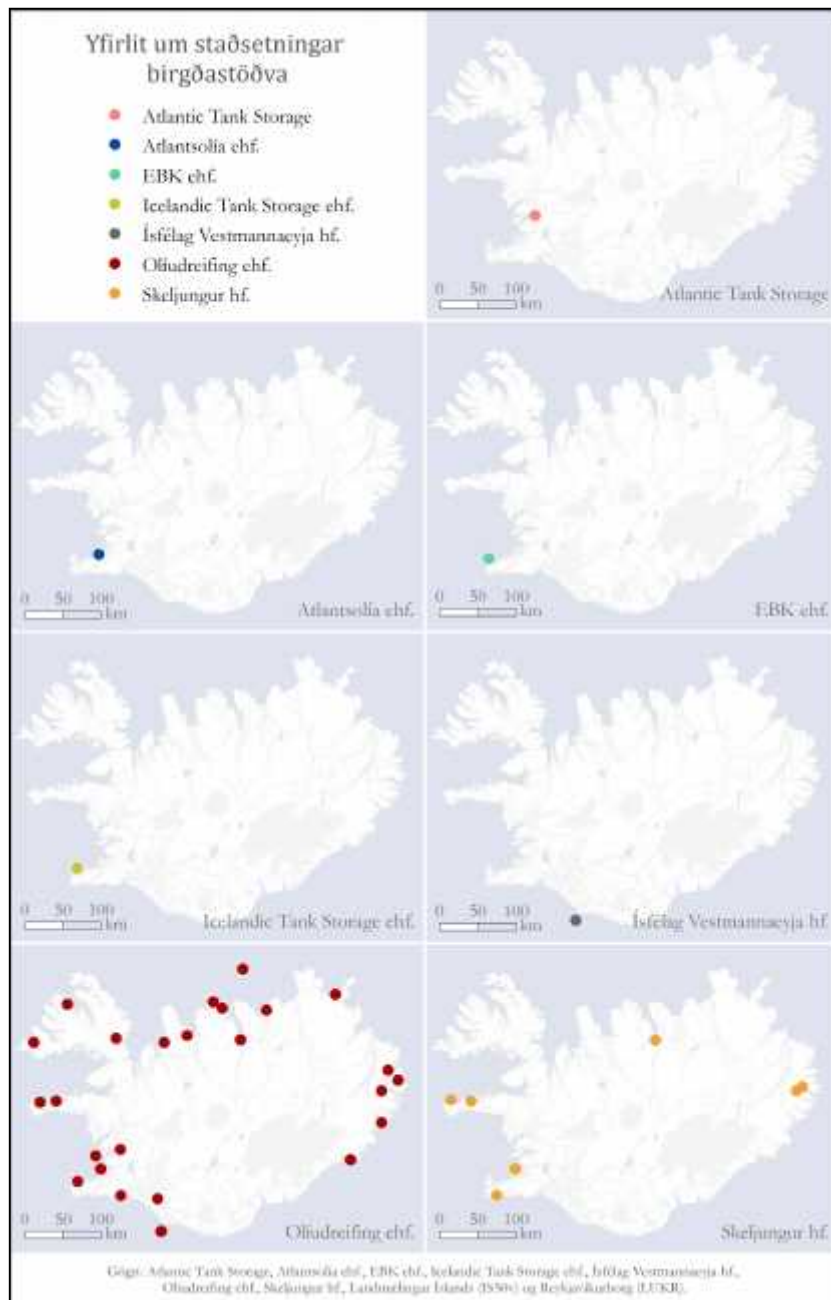 Yfirlit um staðsetningar
birgðastöðva
Atlantic Tank Storage
Atlantsolía ehf.
EBK ehf.
Icelandic Tank Storage ehf.
Ísfélag Vestmannaeyja hf.
Olíudreifing ehf.
Skeljungur hf.
0 50 100
km
Atlantic Tank Storage
0 50 100
km
Atlantsolía ehf.
0 50 100
km
EBK ehf.
0 50 100
km
Icelandic Tank Storage ehf.
0 50 100
km
Ísfélag Vestmannaeyja hf.
0 50 100
km
Olíudreifing ehf.
0 50 100
km
Skeljungur hf.
Gögn: Atlantic Tank Storage, Atlantsolía ehf., EBK ehf., Icelandic Tank Storage ehf., Ísfélag Vestmannaeyja hf.,
Olíudreifing ehf., Skeljungur hf., Landmælingar Íslands (IS50v) og Reykjavíkurborg (LUKR).